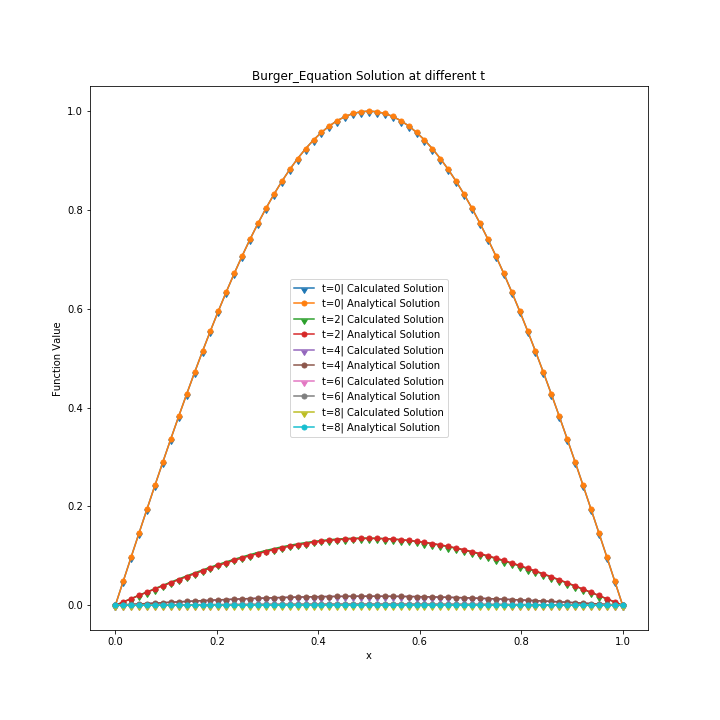 Burger_Equation Solution at different t
1.0
0.8
0.6
0.4
0.2
0.0
Function Value
t=0| Calculated Solution
t=0| Analytical Solution
t=2| Calculated Solution
t=2| Analytical Solution
t=4| Calculated Solution
t=4| Analytical Solution
t=6| Calculated Solution
t=6| Analytical Solution
t=8| Calculated Solution
t=8| Analytical Solution
0.0 0.2 0.4 0.6 0.8 1.0
x